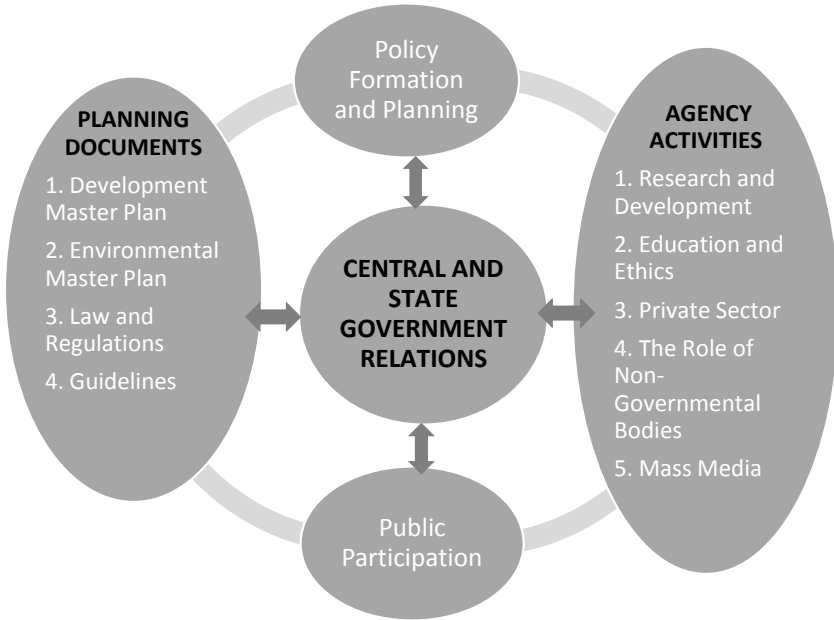 Policy
Formation
and Planning
PLANNING
DOCUMENTS
1. Development
Master Plan
2. Environmental
Master Plan
3. Law and
Regulations
4. Guidelines
CENTRAL AND
STATE
GOVERNMENT
RELATIONS
AGENCY
ACTIVITIES
1. Research and
Development
2. Education and
Ethics
3. Private Sector
4. The Role of
Non-
Governmental
Bodies
5. Mass Media
Public
Participation